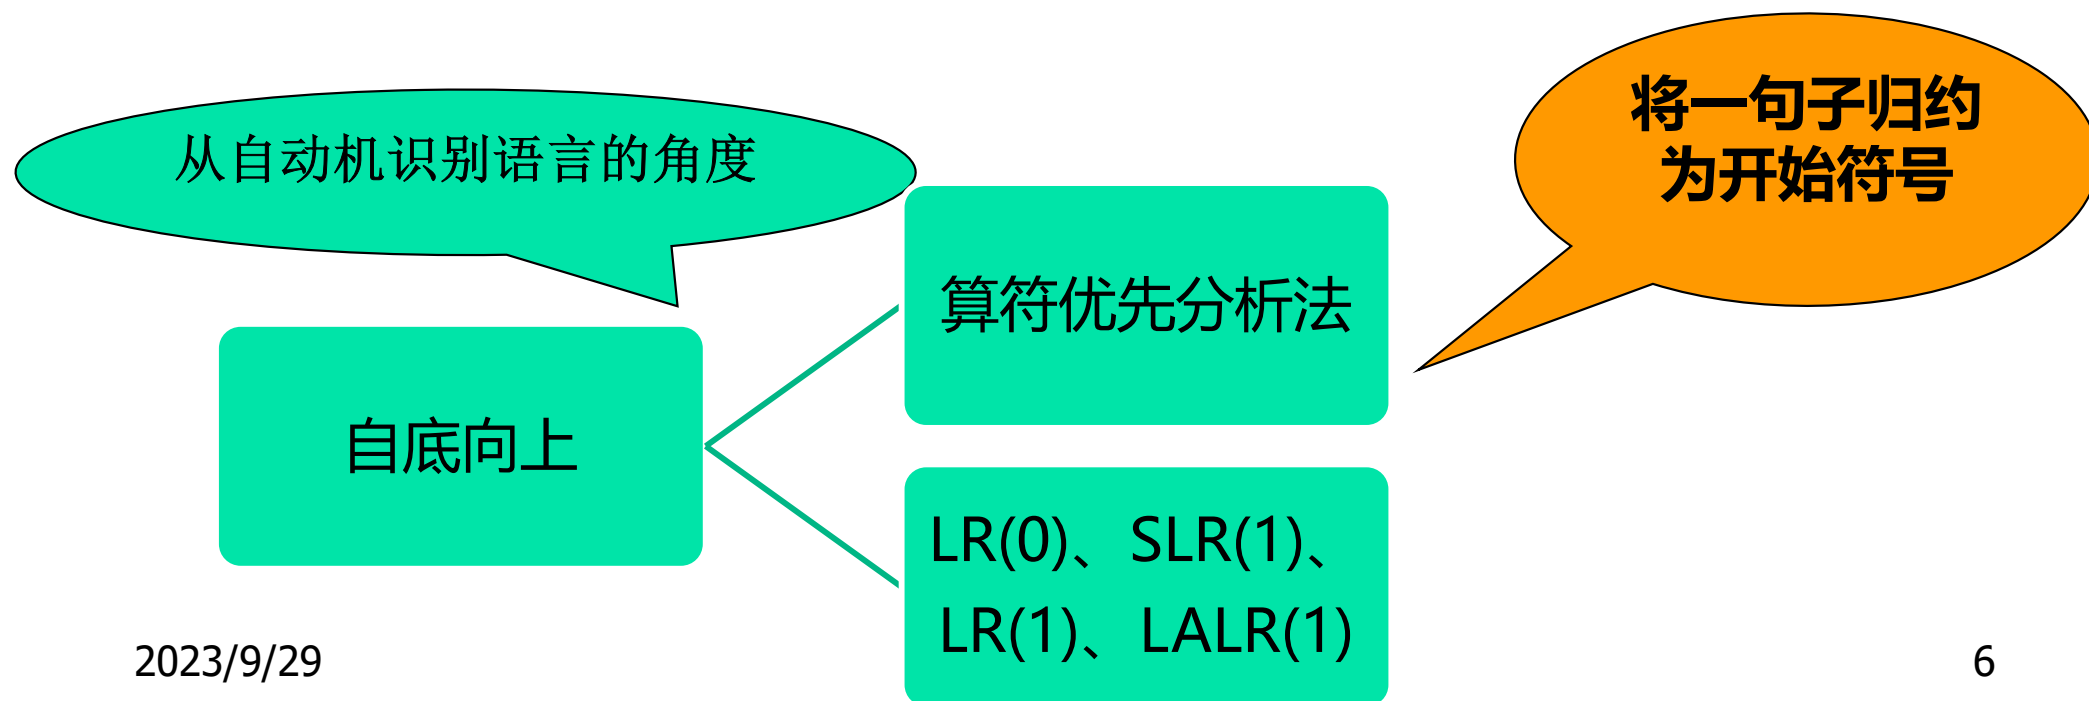 从自动机识别语言的角度
将一句子归约
为开始符号
算符优先分析法
自底向上
LR(0)、SLR(1)、
LR(1)、LALR(1)
2023/9/29
6